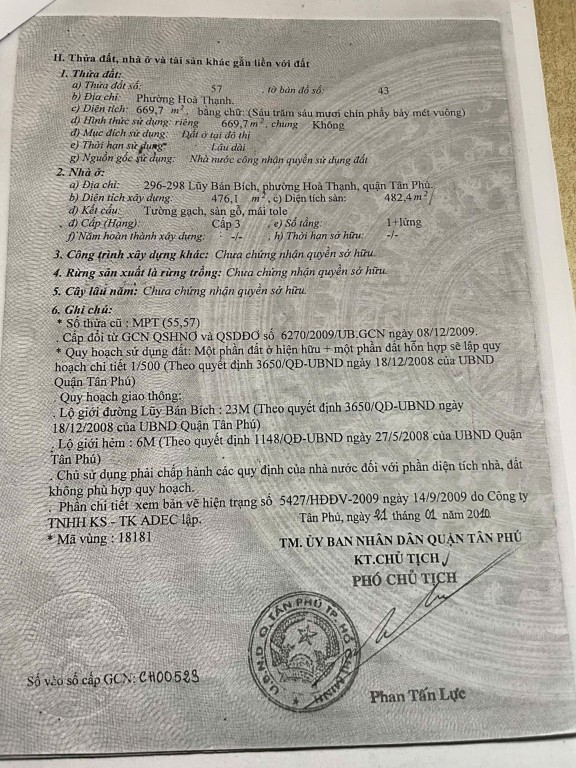 II. Thửa đất, nhà ở và tài sản khác gắn liền với đất
1. Thửa đất:
a) Thửa đất số: 57 , tờ bản đồ số: 43
b) Địa chỉ: Phường Hoà Thạnh.
c) Diện tích: 669,7 m², bằng chữ: (Sáu trăm sáu mươi chín phẩy bảy mét vuông)
d) Hình thức sử dụng: riêng 669,7 m², chung Không
đ) Mục đích sử dụng: Đất ở tại đô thị
e) Thời hạn sử dụng: Lâu dài
g) Nguồn gốc sử dụng: Nhà nước công nhận quyền sử dụng đất
2. Nhà ở:
a) Địa chỉ: 296-298 Lũy Bán Bích, phường Hoà Thạnh, quận Tân Phú.
b) Diện tích xây dựng: 476,1 m², c) Diện tích sàn: 482,4 m²
d) Kết cấu: Tường gạch, sàn gỗ, mái tole
đ) Cấp (Hạng): Cấp 3 , e) Số tầng: 1+lửng
f) Năm hoàn thành xây dựng: -/- , h) Thời hạn sở hữu: -/-
3. Công trình xây dựng khác: Chưa chứng nhận quyền sở hữu.
4. Rừng sản xuất là rừng trồng: Chưa chứng nhận quyền sở hữu.
5. Cây lâu năm: Chưa chứng nhận quyền sở hữu.
6. Ghi chú:
* Số thửa cũ : MPT (55,57)
. Cấp đổi từ GCN QSHNỞ và QSDĐỞ số 6270/2009/UB.GCN ngày 08/12/2009.
* Quy hoạch sử dụng đất: Một phần đất ở hiện hữu + một phần đất hỗn hợp sẽ lập quy
hoạch chi tiết 1/500 (Theo quyết định 3650/QĐ-UBND ngày 18/12/2008 của UBND
Quận Tân Phú)
. Quy hoạch giao thông:
. Lộ giới đường Lũy Bán Bích : 23M (Theo quyết định 3650/QĐ-UBND ngày
18/12/2008 của UBND Quận Tân Phú)
. Lộ giới hẻm : 6M (Theo quyết định 1148/QĐ-UBND ngày 27/5/2008 của UBND Quận
Tân Phú)
. Chủ sử dụng phải chấp hành các quy định của nhà nước đối với phần diện tích nhà, đất
không phù hợp quy hoạch.
. Phần chi tiết xem bản vẽ hiện trạng số 5427/HĐĐV-2009 ngày 14/9/2009 do Công ty
TNHH KS - TK ADEC lập.
* Mã vùng : 18181
Tân Phú, ngày 21 tháng 01 năm 2010
TM. ỦY BAN NHÂN DÂN QUẬN TÂN PHÚ
KT.CHỦ TỊCH
PHÓ CHỦ TỊCH
U.B.N.D Q. TÂN PHÚ TP. HỒ CHÍ MINH
Số vào sổ cấp GCN: CH00523
Phan Tấn Lực